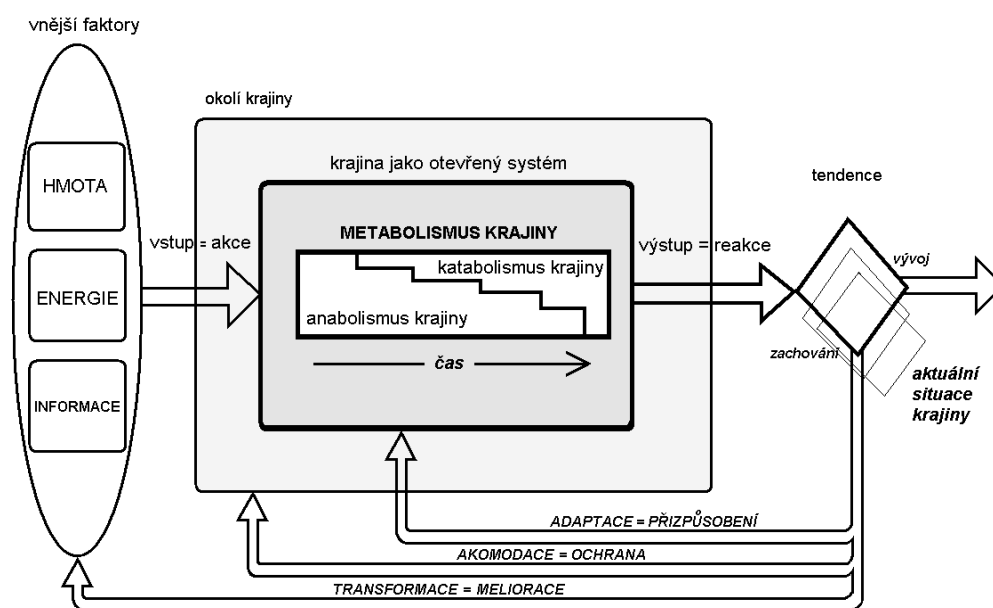 vnější faktory
okolí krajiny
krajina jako otevřený systém
tendence
HMOTA
METABOLISMUS KRAJINY
vstup = akce
výstup = reakce
katabolismus krajiny
vývoj
ENERGIE
anabolismus krajiny
zachování
čas
aktuální
situace
krajiny
INFORMACE
ADAPTACE = PŘIZPŮSOBENÍ
AKOMODACE = OCHRANA
TRANSFORMACE = MELIORACE